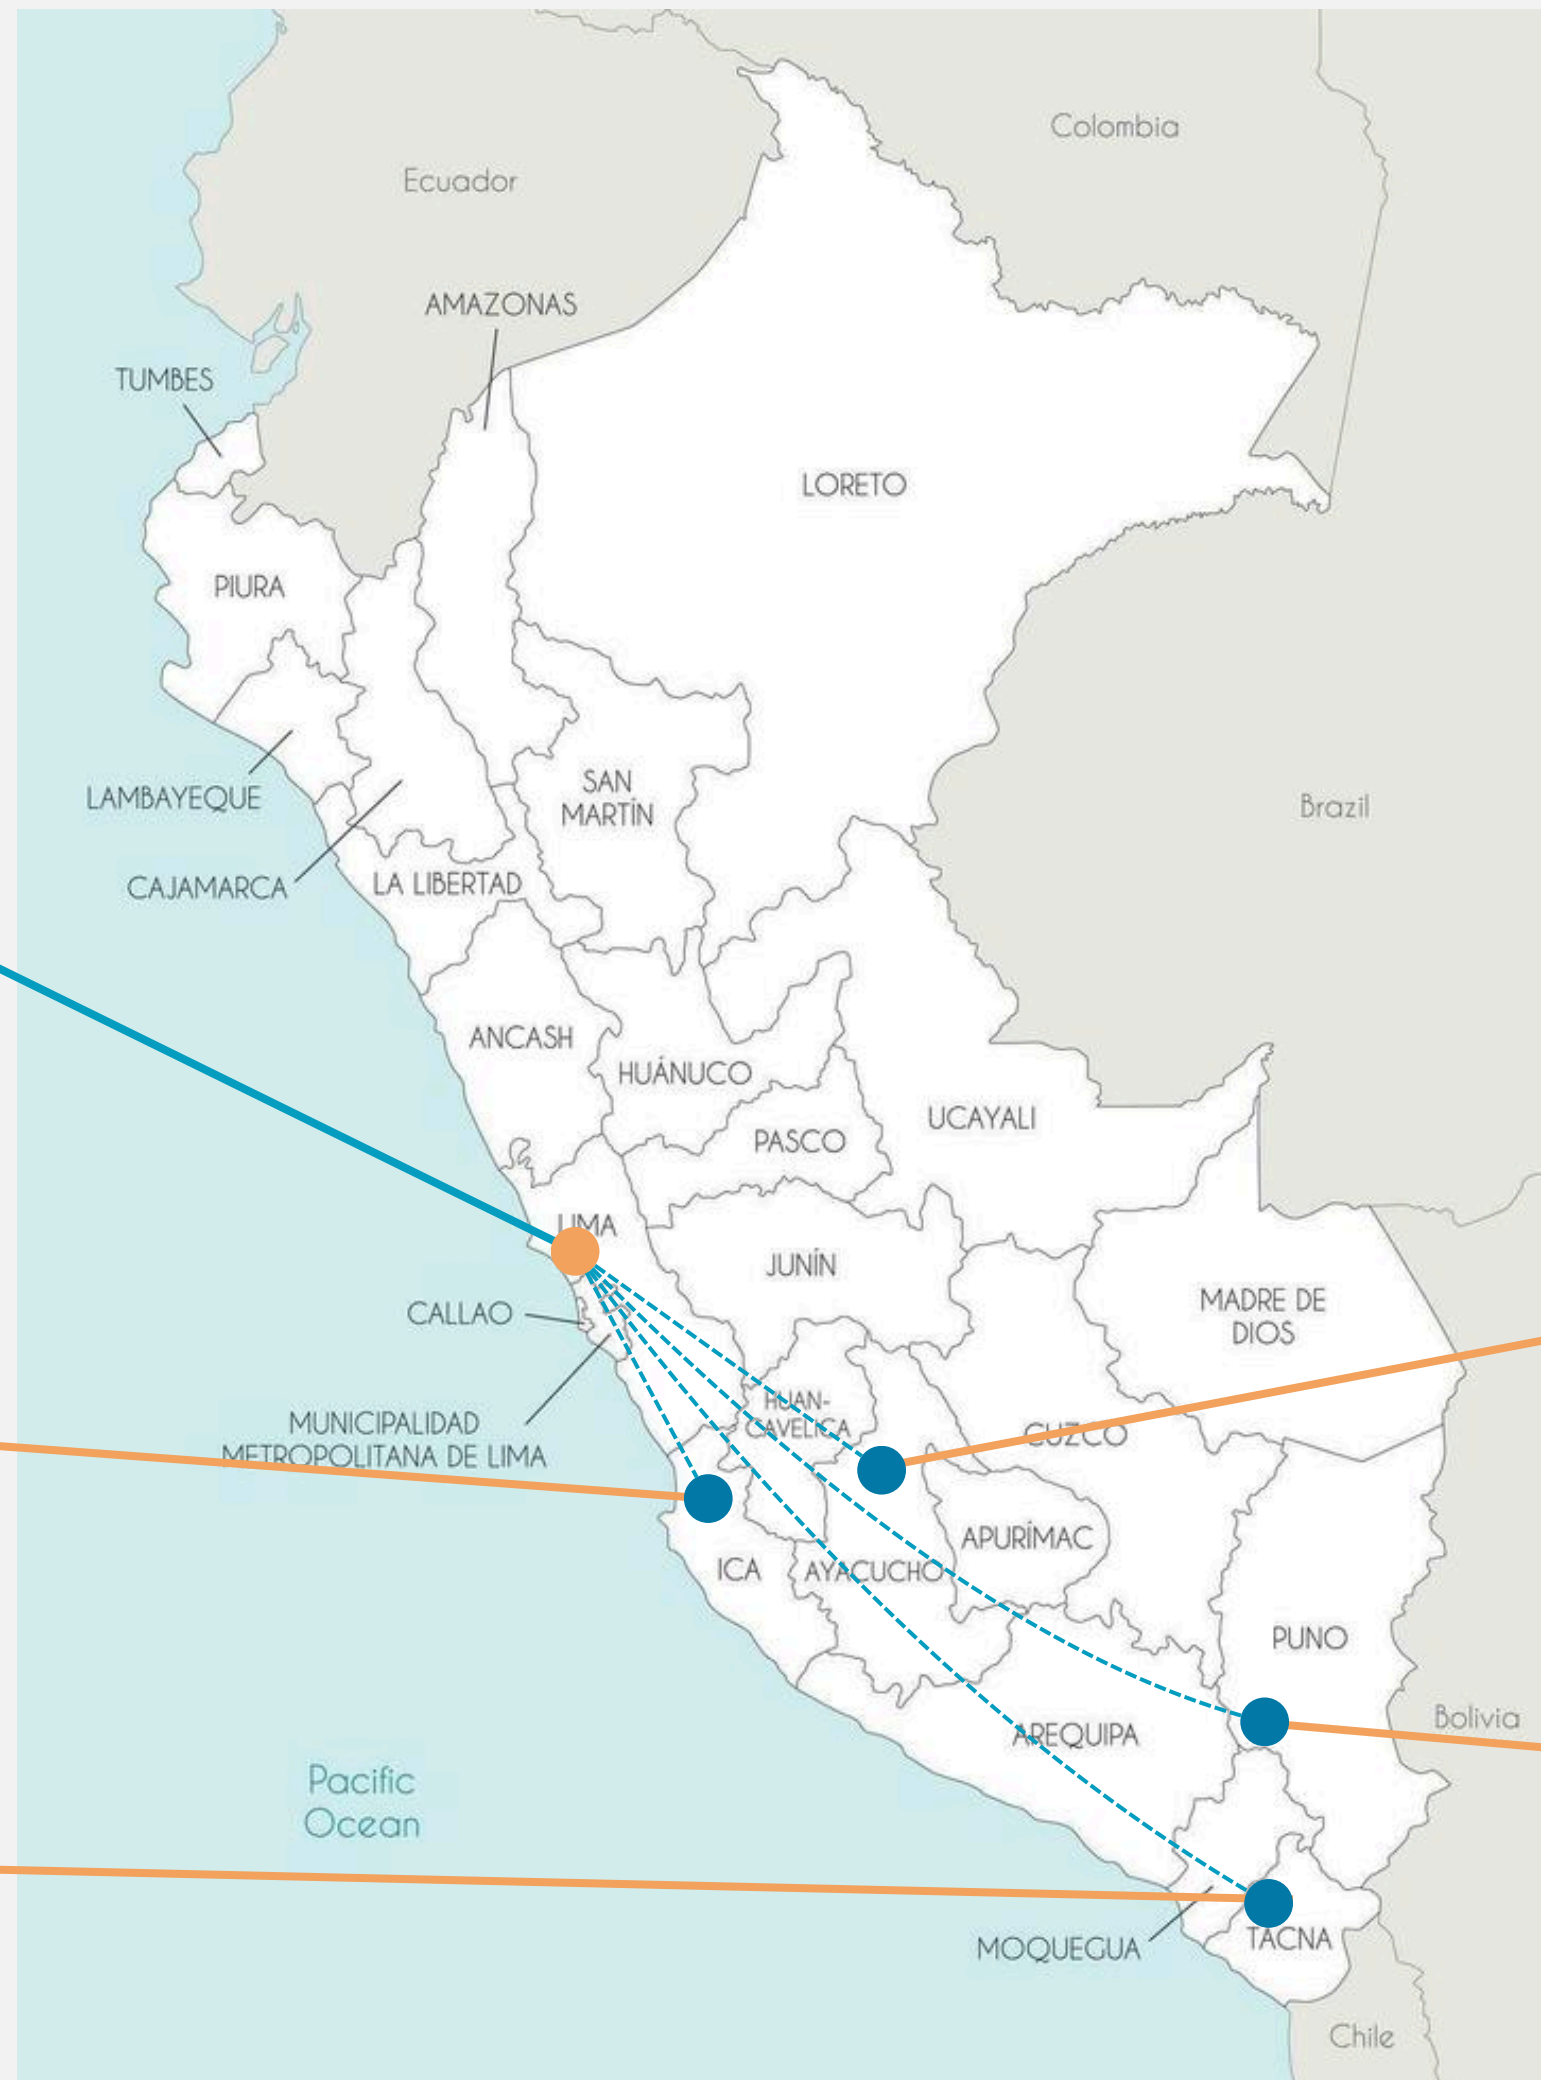 Colombia
Ecuador
AMAZONAS
TUMBES
LORETO
PIURA
SAN
MARTÍN
LAMBAYEQUE
Brazil
CAJAMARCA
LA LIBERTAD
ANCASH
HUÁNUCO
UCAYALI
PASCO
LIMA
JUNÍN
MADRE DE
DIOS
CALLAO
HUAN-
CAVELICA
MUNICIPALIDAD
METROPOLITANA DE LIMA
CUZCO
APURÍMAC
ICA
AYACUCHO
PUNO
Bolivia
AREQUIPA
Pacific
Ocean
MOQUEGUA
TACNA
Chile